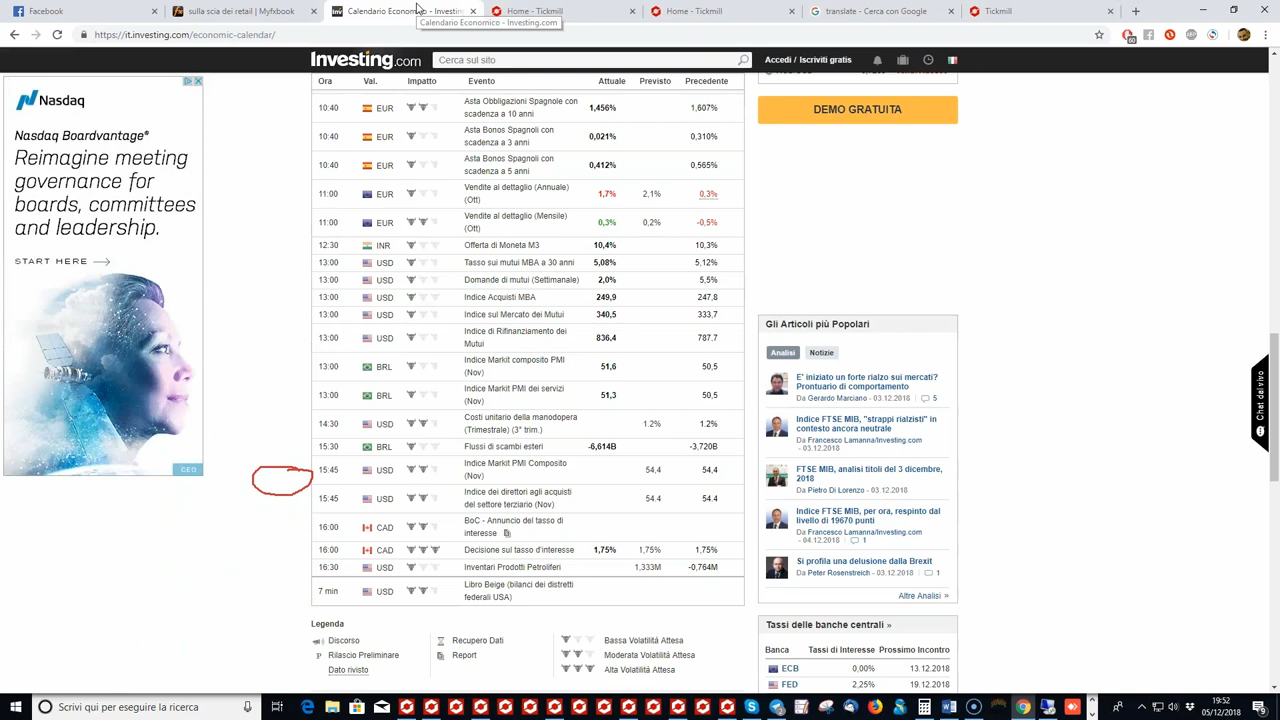 Facebook
sulla scia dei retail | Myfxbook
Calendario Economico - Investin
Home - Tickmill
Home - Tickmill
translate - Cerca con Google
Tickmill
Calendario Economico - Investing.com
https://it.investing.com/economic-calendar/
Investing.com
Cerca sul sito
Accedi / Iscriviti gratis
Ora Val. Impatto Evento Attuale Previsto Precedente
10:40 EUR Asta Obbligazioni Spagnole con scadenza a 10 anni 1,456% 1,607%
10:40 EUR Asta Bonos Spagnoli con scadenza a 3 anni 0,021% 0,310%
10:40 EUR Asta Bonos Spagnoli con scadenza a 5 anni 0,412% 0,565%
11:00 EUR Vendite al dettaglio (Annuale) (Ott) 1,7% 2,1% 0,3%
11:00 EUR Vendite al dettaglio (Mensile) (Ott) 0,3% 0,2% -0,5%
12:30 INR Offerta di Moneta M3 10,4% 10,3%
13:00 USD Tasso sui mutui MBA a 30 anni 5,08% 5,12%
13:00 USD Domande di mutui (Settimanale) 2,0% 5,5%
13:00 USD Indice Acquisti MBA 249,9 247,8
13:00 USD Indice sul Mercato dei Mutui 340,5 333,7
13:00 USD Indice di Rifinanziamento dei Mutui 836,4 787,7
13:00 BRL Indice Markit composito PMI (Nov) 51,6 50,5
13:00 BRL Indice Markit PMI dei servizi (Nov) 51,3 50,5
14:30 USD Costi unitario della manodopera (Trimestrale) (3° trim.) 1.2% 1.2%
15:30 BRL Flussi di scambi esteri -6,614B -3,720B
15:45 USD Indice Markit PMI Composito (Nov) 54,4 54,4
15:45 USD Indice dei direttori agli acquisti del settore terziario (Nov) 54.4 54.4
16:00 CAD BoC - Annuncio del tasso di interesse
16:00 CAD Decisione sul tasso d'interesse 1,75% 1,75% 1,75%
16:30 USD Inventari Prodotti Petroliferi 1,333M -0,764M
7 min USD Libro Beige (bilanci dei distretti federali USA)
Legenda
Discorso
Rilascio Preliminare
Dato rivisto
Recupero Dati
Report
Bassa Volatilità Attesa
Moderata Volatilità Attesa
Alta Volatilità Attesa
Nasdaq
Nasdaq Boardvantage®
Reimagine meeting
governance for
boards, committees
and leadership.
START HERE
CEO
DEMO GRATUITA
Gli Articoli più Popolari
Analisi Notizie
E' iniziato un forte rialzo sui mercati?
Prontuario di comportamento
Da Gerardo Marciano - 03.12.2018 5
Indice FTSE MIB, "strappi rialzisti" in
contesto ancora neutrale
Da Francesco Lamanna/Investing.com
- 03.12.2018
FTSE MIB, analisi titoli del 3 dicembre,
2018
Da Pietro Di Lorenzo - 03.12.2018
Indice FTSE MIB, per ora, respinto dal
livello di 19670 punti
Da Francesco Lamanna/Investing.com
- 04.12.2018 1
Si profila una delusione dalla Brexit
Da Peter Rosenstreich - 03.12.2018 1
Altre Analisi »
Tassi delle banche centrali »
Banca Tassi di Interesse Prossimo Incontro
ECB 0,00% 13.12.2018
FED 2,25% 19.12.2018
Chat dal vivo
Scrivi qui per eseguire la ricerca
19:52
05/12/2018